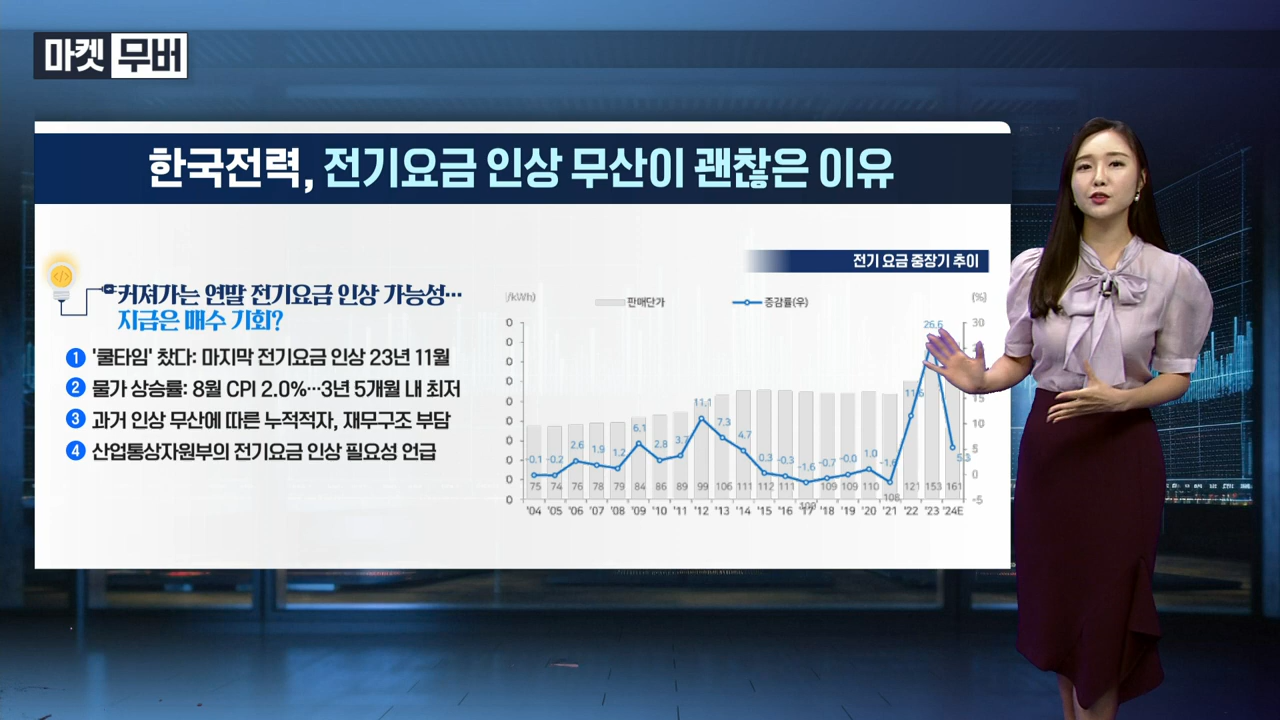 마켓 무버
한국전력, 전기요금 인상 무산이 괜찮은 이유
전기 요금 중장기 추이
커져가는 연말 전기요금 인상 가능성…
지금은 매수 기회?
1 '쿨타임' 찼다: 마지막 전기요금 인상 23년 11월
2 물가 상승률: 8월 CPI 2.0%…3년 5개월 내 최저
3 과거 인상 무산에 따른 누적적자, 재무구조 부담
4 산업통상자원부의 전기요금 인상 필요성 언급
/kWh) 판매단가 증감률(우) (%)
0 0 0 0 0 0 0 0 0 0
30 15 10 5 0 -5
-0.1 -0.2 2.6 1.9 1.2 6.1 2.8 3.7 11.1 7.3 4.7 0.3 -0.3 -1.6 -0.7 -0.0 1.0 -1.6 11.6 26.6 5.3
75 74 76 78 79 84 86 89 99 106 111 112 111 109 109 109 110 108 121 153 161
'04 '05 '06 '07 '08 '09 '10 '11 '12 '13 '14 '15 '16 '17 '18 '19 '20 '21 '22 '23 '24E